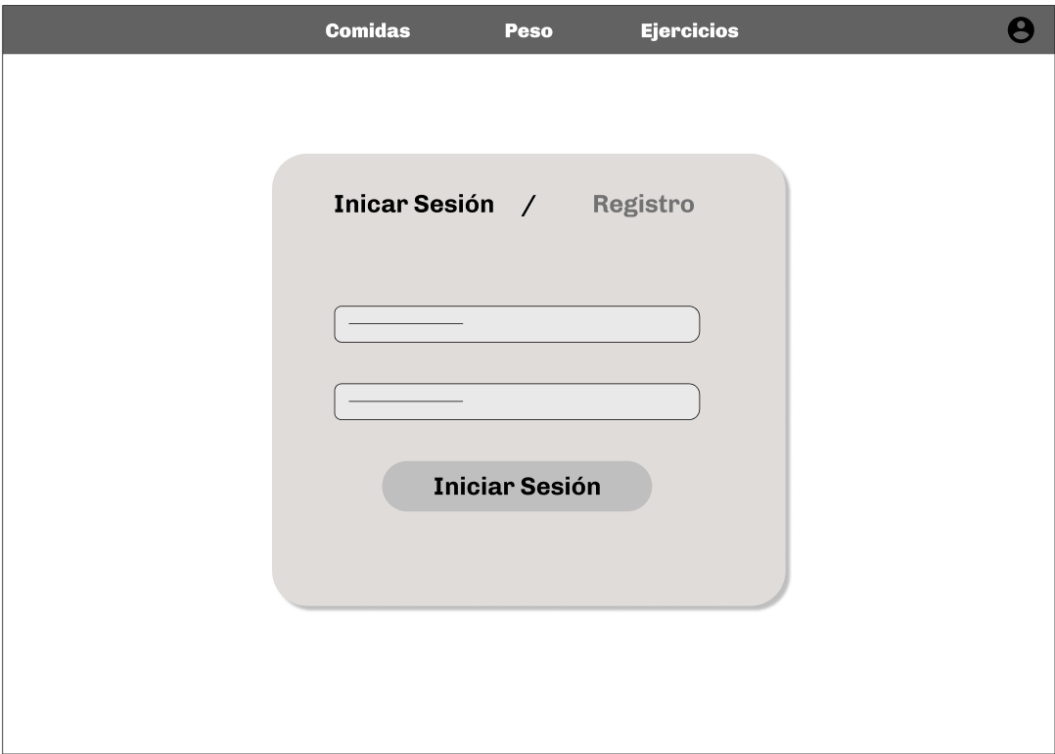 Comidas Peso Ejercicios
Inicar Sesión / Registro
Iniciar Sesión